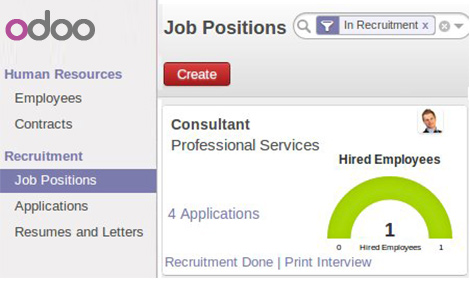 odoo
Human Resources
Employees
Contracts
Recruitment
Job Positions
Applications
Resumes and Letters
Job Positions
In Recruitment x
Create
Consultant
Professional Services
Hired Employees
4 Applications
1
0 Hired Employees 1
Recruitment Done | Print Interview